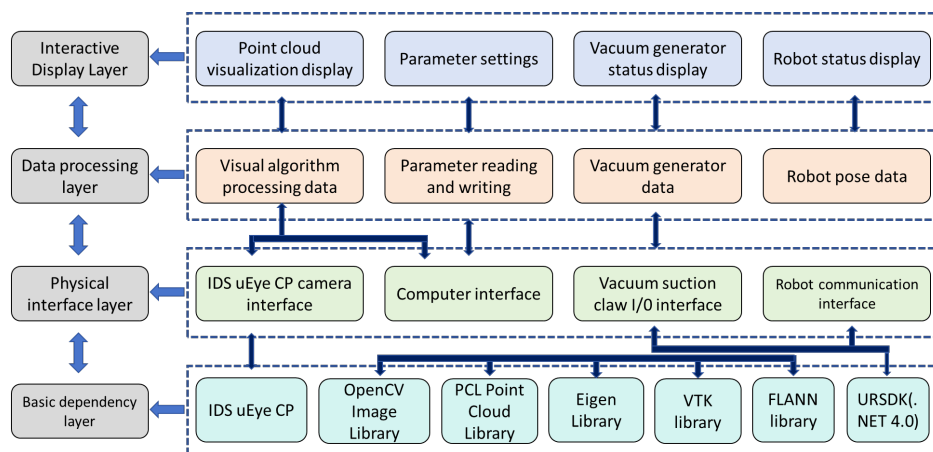 Interactive
Display Layer
Point cloud
visualization display
Parameter settings
Vacuum generator
status display
Robot status display
Data processing
layer
Visual algorithm
processing data
Parameter reading
and writing
Vacuum generator
data
Robot pose data
Physical
interface layer
IDS uEye CP camera
interface
Computer interface
Vacuum suction
claw I/0 interface
Robot communication
interface
Basic dependency
layer
IDS uEye CP
OpenCV
Image
Library
PCL Point
Cloud Library
Eigen
Library
VTK
library
FLANN
library
URSDK(.
NET 4.0)